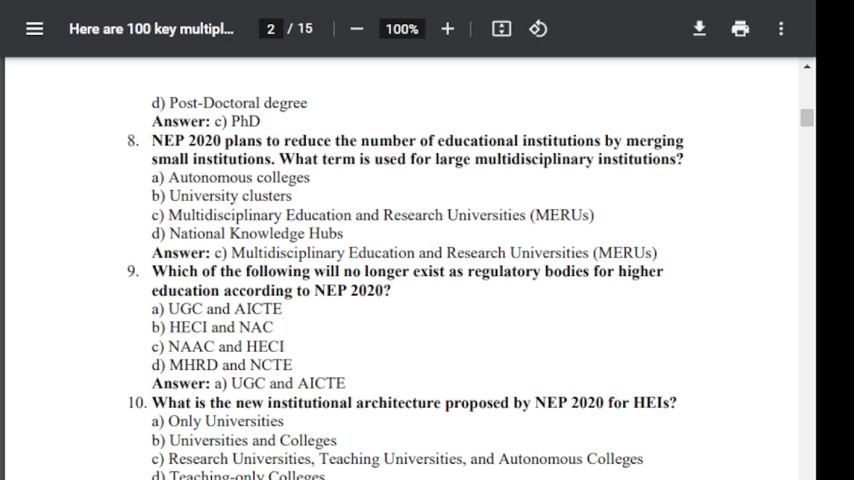 Here are 100 key multipl... 2 / 15 100%
d) Post-Doctoral degree
Answer: c) PhD
8. NEP 2020 plans to reduce the number of educational institutions by merging
small institutions. What term is used for large multidisciplinary institutions?
a) Autonomous colleges
b) University clusters
c) Multidisciplinary Education and Research Universities (MERUs)
d) National Knowledge Hubs
Answer: c) Multidisciplinary Education and Research Universities (MERUs)
9. Which of the following will no longer exist as regulatory bodies for higher
education according to NEP 2020?
a) UGC and AICTE
b) HECI and NAC
c) NAAC and HECI
d) MHRD and NCTE
Answer: a) UGC and AICTE
10. What is the new institutional architecture proposed by NEP 2020 for HEIs?
a) Only Universities
b) Universities and Colleges
c) Research Universities, Teaching Universities, and Autonomous Colleges
d) Teaching-only Colleges